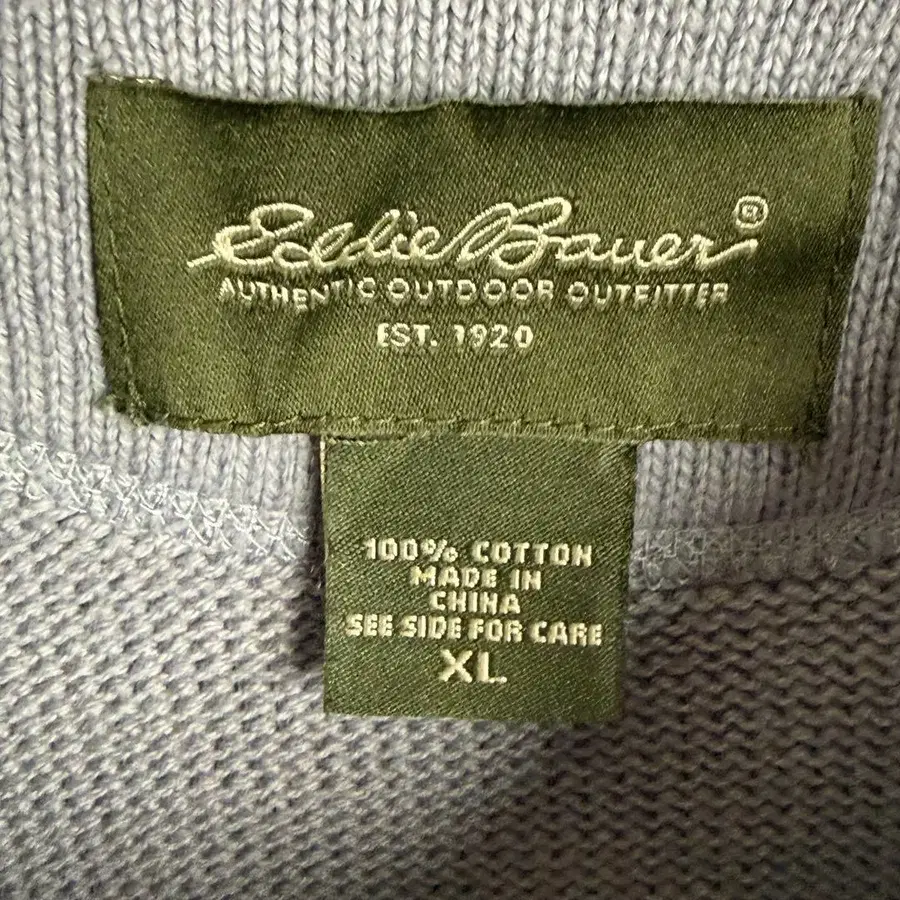 Eddie Bauer®
AUTHENTIC OUTDOOR OUTFITTER
EST. 1920
100% COTTON
MADE IN
CHINA
SEE SIDE FOR CARE
XL